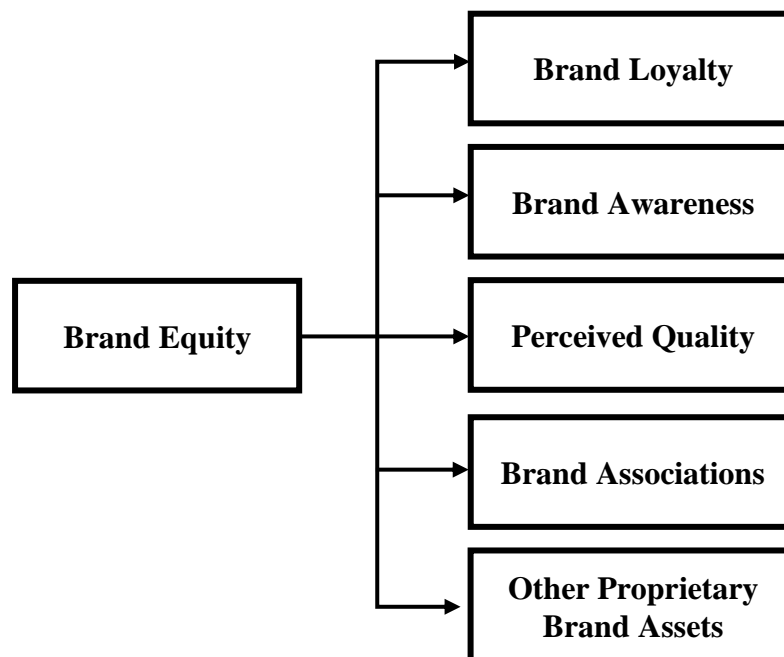 Brand Loyalty
Brand Awareness
Brand Equity
Perceived Quality
Brand Associations
Other Proprietary
Brand Assets